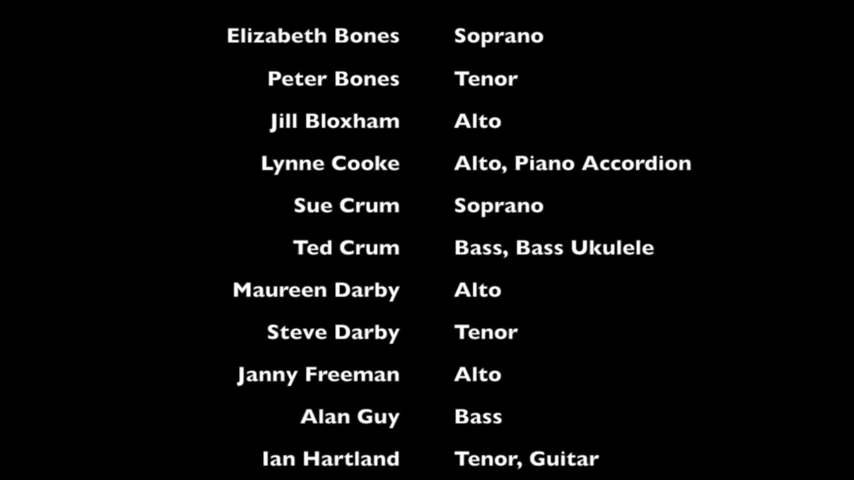 Elizabeth Bones Soprano
Peter Bones Tenor
Jill Bloxham Alto
Lynne Cooke Alto, Piano Accordion
Sue Crum Soprano
Ted Crum Bass, Bass Ukulele
Maureen Darby Alto
Steve Darby Tenor
Janny Freeman Alto
Alan Guy Bass
Ian Hartland Tenor, Guitar